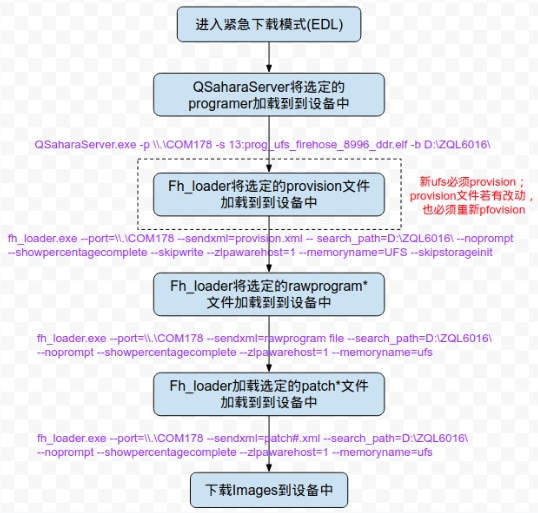 进入紧急下载模式(EDL)
QSaharaServer将选定的
programer加载到到设备中
QSaharaServer.exe -p \\.\COM178 -s 13:prog_ufs_firehose_8996_ddr.elf -b D:\ZQL6016\
Fh_loader将选定的provision文件
加载到到设备中
新ufs必须provision；
provision文件若有改动，
也必须重新pfovision
fh_loader.exe --port=\\.\COM178 --sendxml=provision.xml -- search_path=D:\ZQL6016\ --noprompt
--showpercentagecomplete --skipwrite --zlpawarehost=1 --memoryname=UFS --skipstorageinit
Fh_loader将选定的rawprogram*
文件加载到到设备中
fh_loader.exe --port=\\.\COM178 --sendxml=rawprogram file --search_path=D:\ZQL6016\
--noprompt --showpercentagecomplete --zlpawarehost=1 --memoryname=ufs
Fh_loader加载选定的patch*文件
加载到到设备中
fh_loader.exe --port=\\.\COM178 --sendxml=patch#.xml --search_path=D:\ZQL6016\
--noprompt --showpercentagecomplete --zlpawarehost=1 --memoryname=ufs
下载Images到设备中